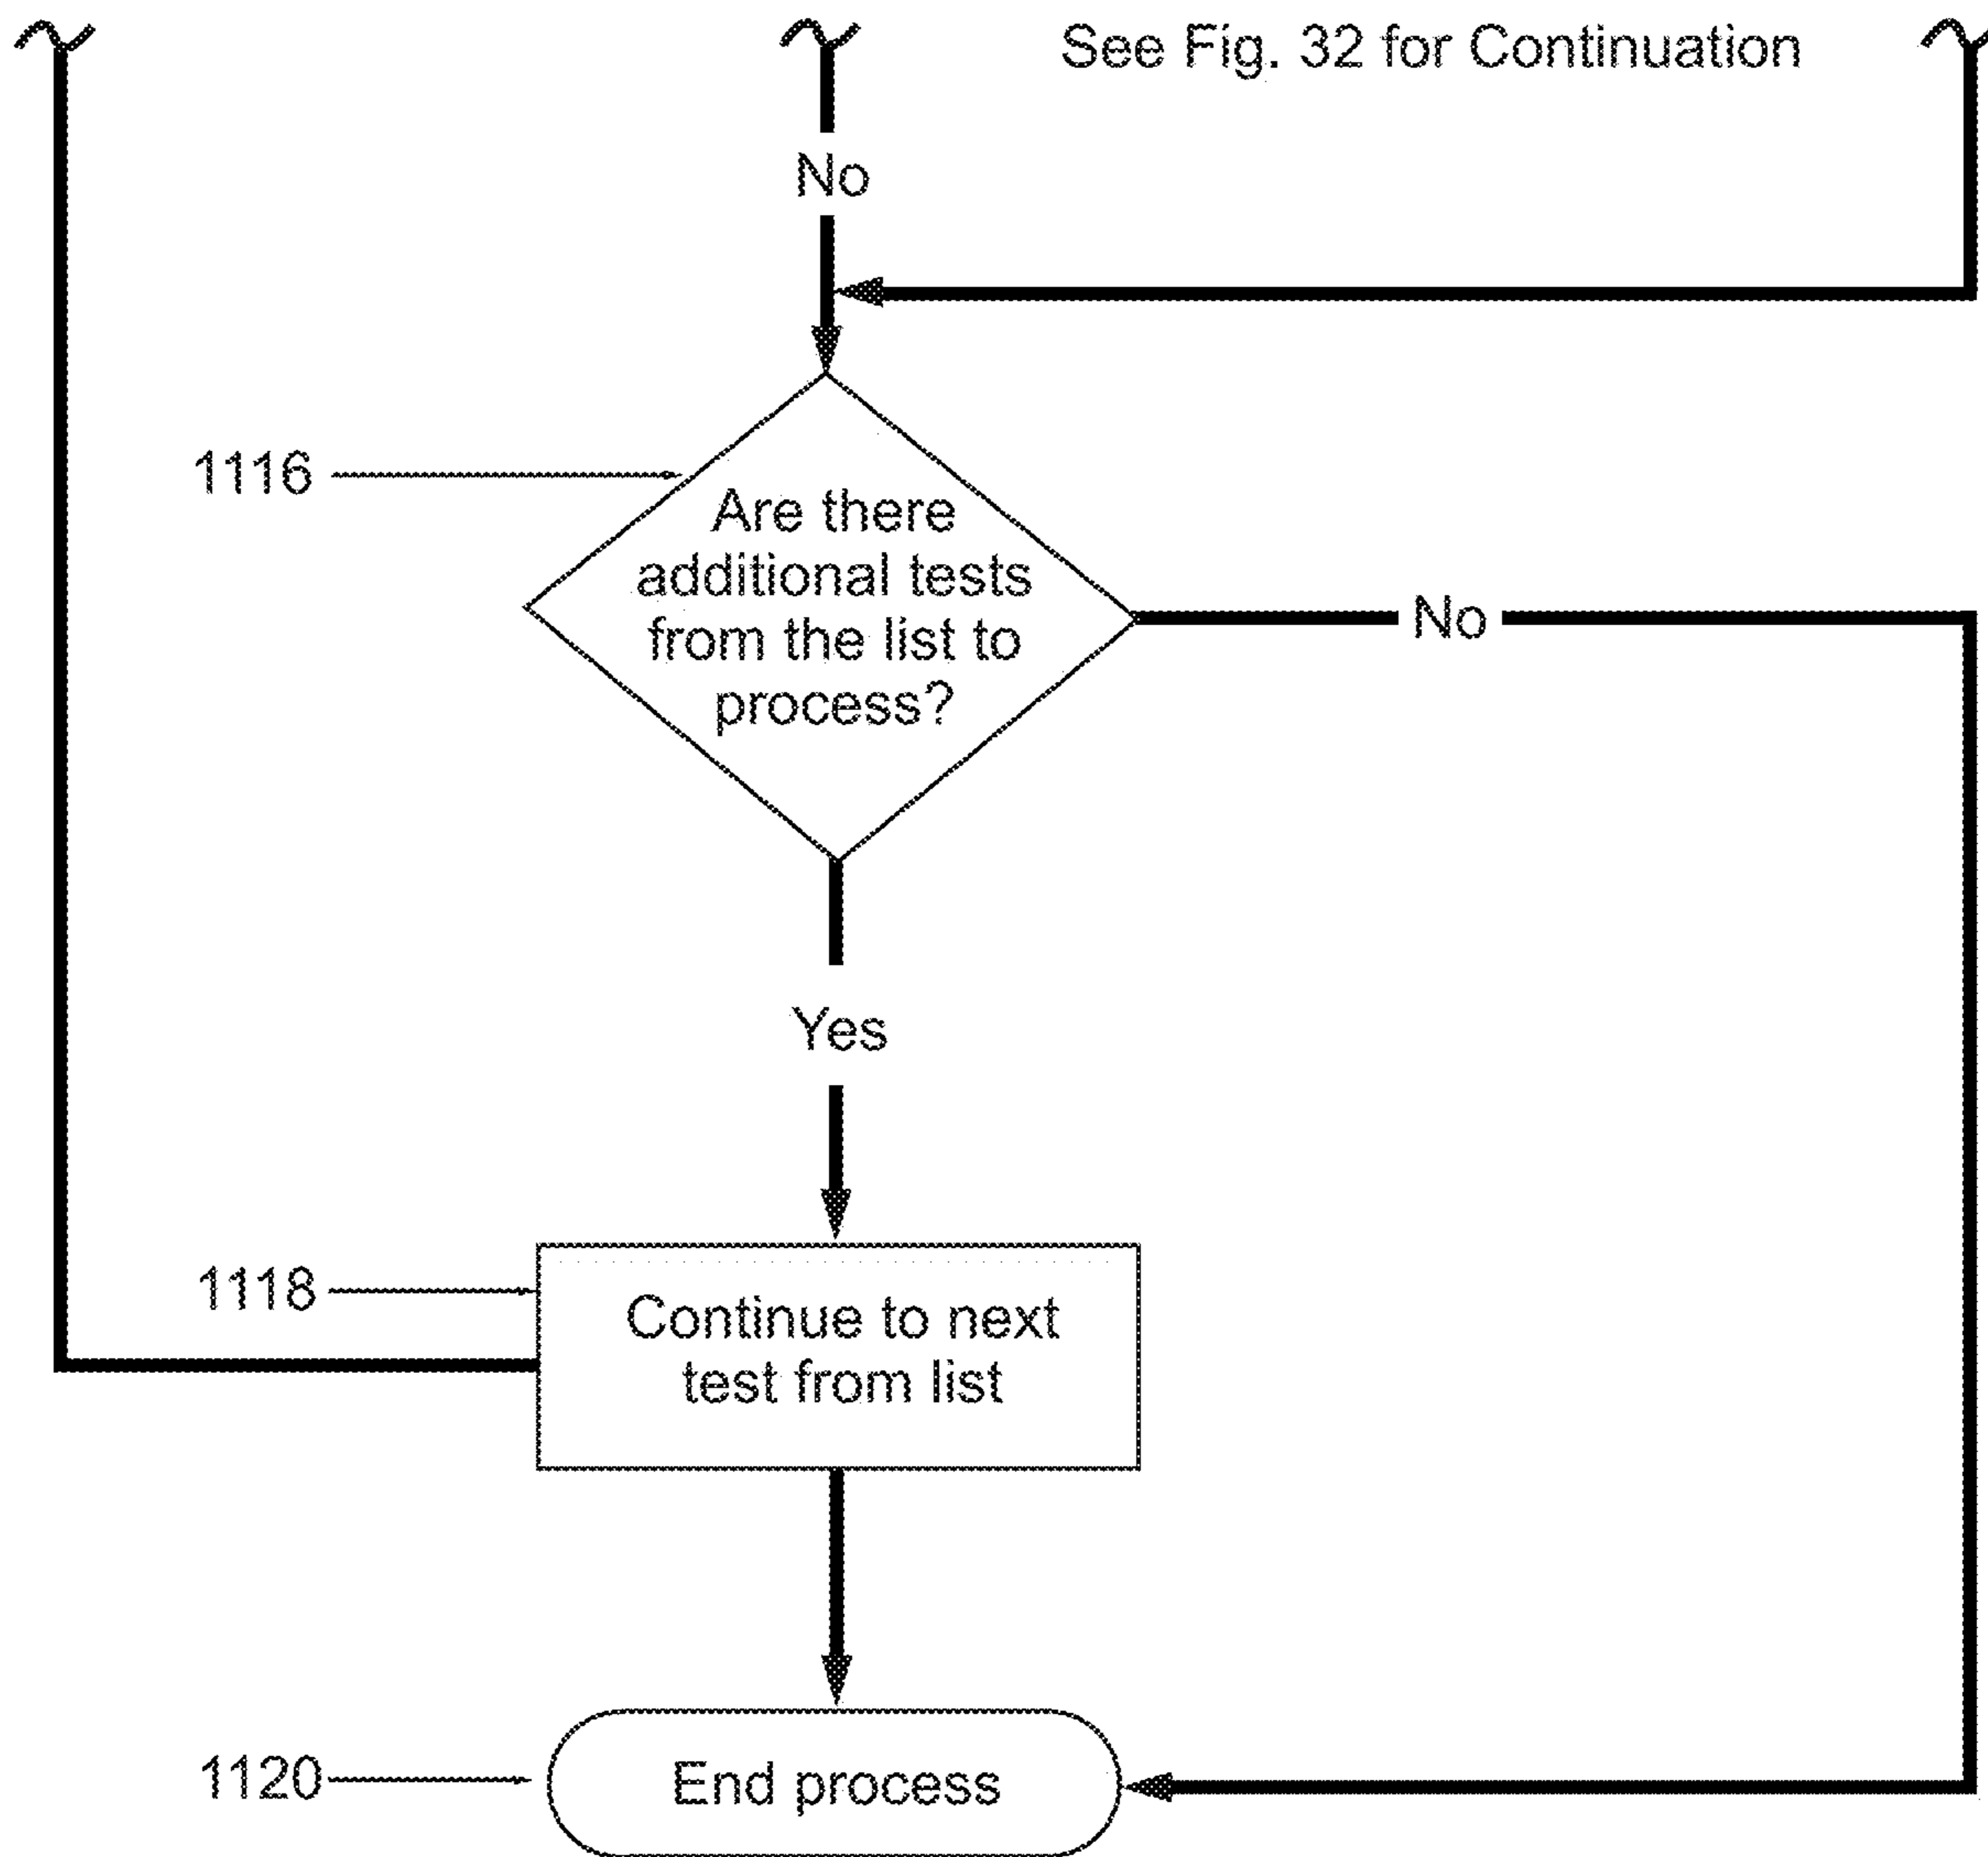 See Fig. 32 for Continuation
No
1116
Are there
additional tests
from the list to
process?
No
Yes
1118
Continue to next
test from list
1120
End process